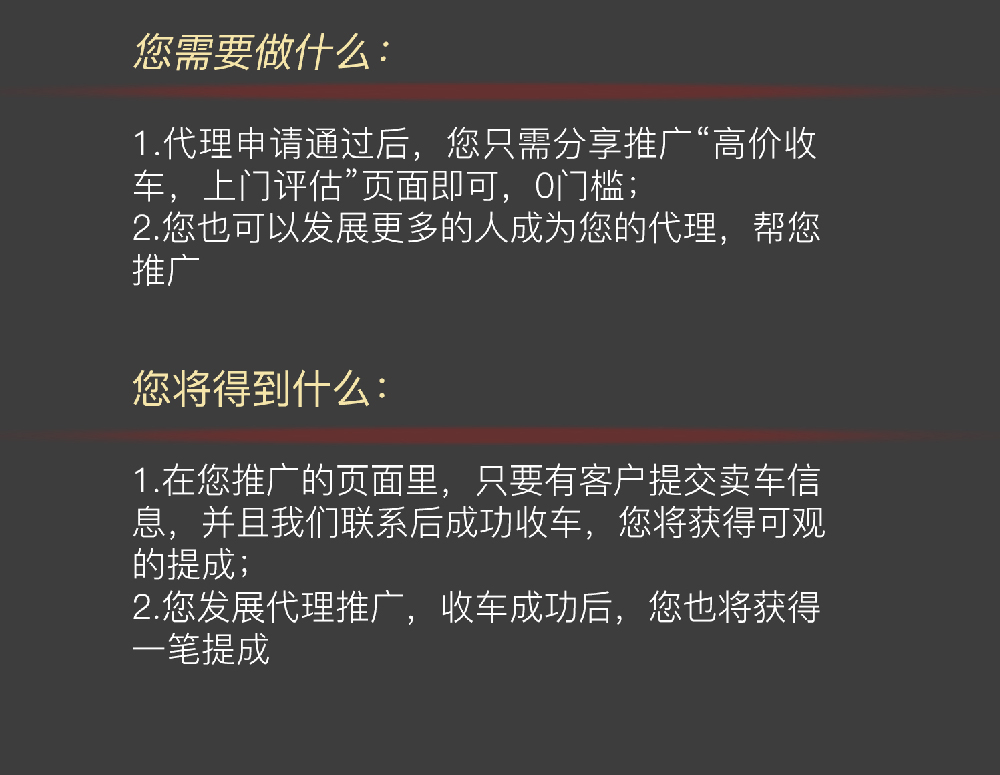 您需要做什么：
1.代理申请通过后，您只需分享推广“高价收
车，上门评估”页面即可，0门槛；
2.您也可以发展更多的人成为您的代理，帮您
推广
您将得到什么：
1.在您推广的页面里，只要有客户提交卖车信
息，并且我们联系后成功收车，您将获得可观
的提成；
2.您发展代理推广，收车成功后，您也将获得
一笔提成